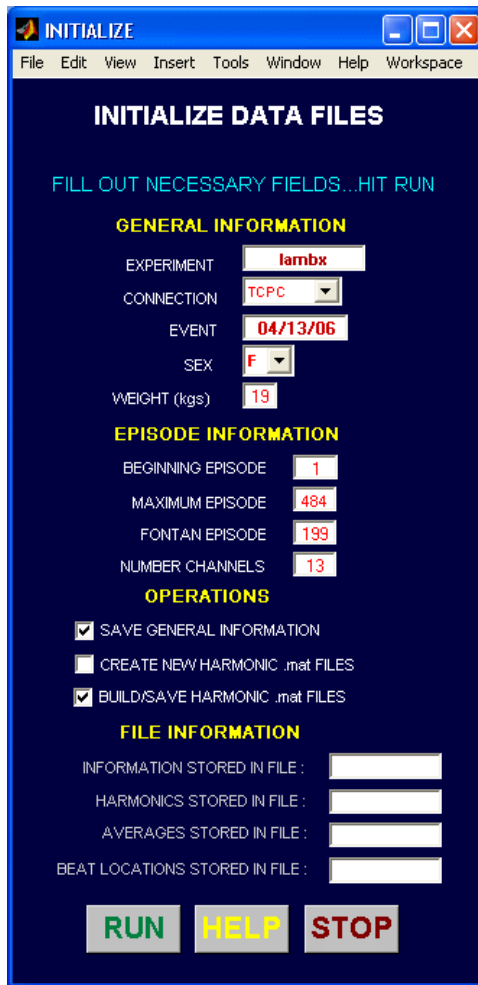 INITIALIZE
File Edit View Insert Tools Window Help Workspace
INITIALIZE DATA FILES
FILL OUT NECESSARY FIELDS...HIT RUN
GENERAL INFORMATION
EXPERIMENT lambx
CONNECTION TCPC
EVENT 04/13/06
SEX F
WEIGHT (kgs) 19
EPISODE INFORMATION
BEGINNING EPISODE 1
MAXIMUM EPISODE 484
FONTAN EPISODE 199
NUMBER CHANNELS 13
OPERATIONS
SAVE GENERAL INFORMATION
CREATE NEW HARMONIC .mat FILES
BUILD/SAVE HARMONIC .mat FILES
FILE INFORMATION
INFORMATION STORED IN FILE :
HARMONICS STORED IN FILE :
AVERAGES STORED IN FILE :
BEAT LOCATIONS STORED IN FILE :
RUN HELP STOP